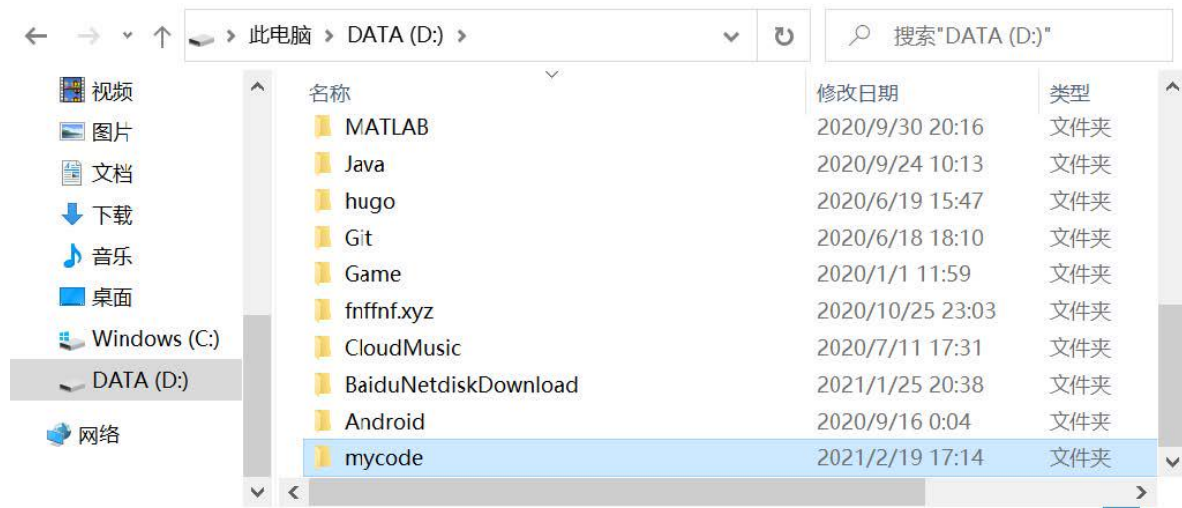 此电脑 > DATA (D:) >
搜索"DATA (D:)"
视频
图片
文档
下载
音乐
桌面
Windows (C:)
DATA (D:)
网络
名称 修改日期 类型
MATLAB 2020/9/30 20:16 文件夹
Java 2020/9/24 10:13 文件夹
hugo 2020/6/19 15:47 文件夹
Git 2020/6/18 18:10 文件夹
Game 2020/1/1 11:59 文件夹
fnffnf.xyz 2020/10/25 23:03 文件夹
CloudMusic 2020/7/11 17:31 文件夹
BaiduNetdiskDownload 2021/1/25 20:38 文件夹
Android 2020/9/16 0:04 文件夹
mycode 2021/2/19 17:14 文件夹